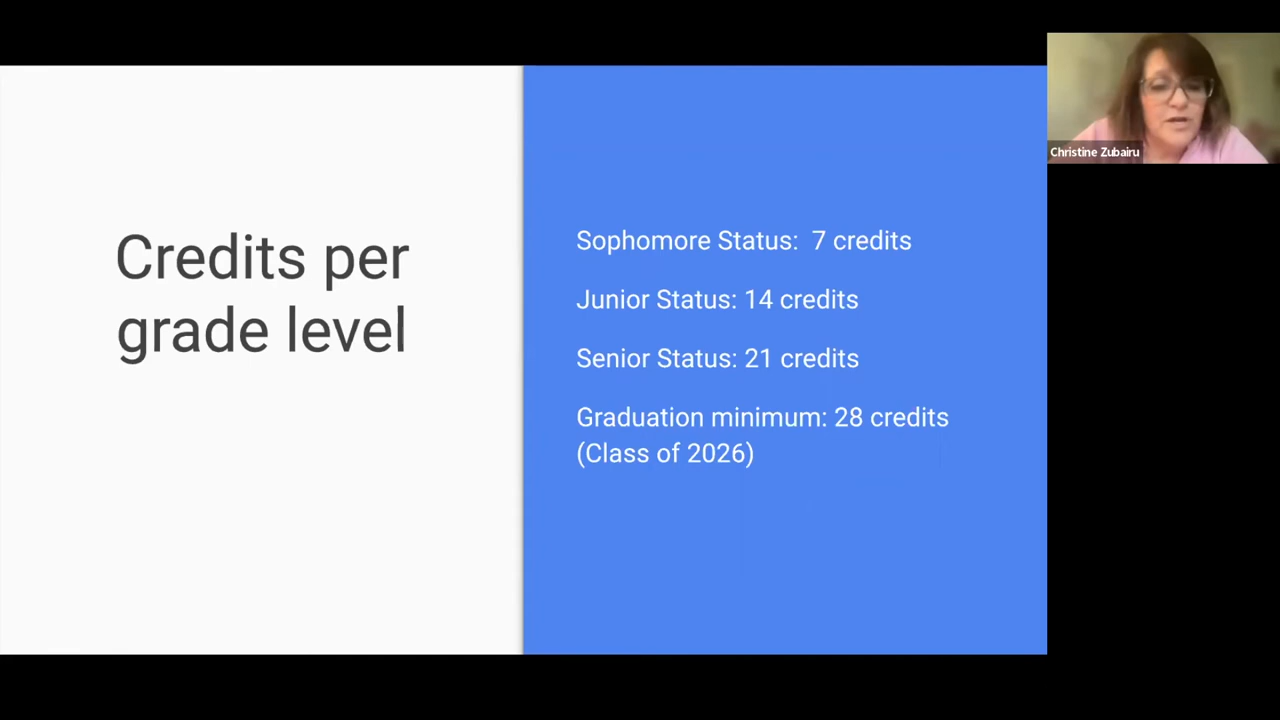 Credits per
grade level
Sophomore Status:  7 credits
Junior Status: 14 credits
Senior Status: 21 credits
Graduation minimum: 28 credits
(Class of 2026)
Christine Zubairu